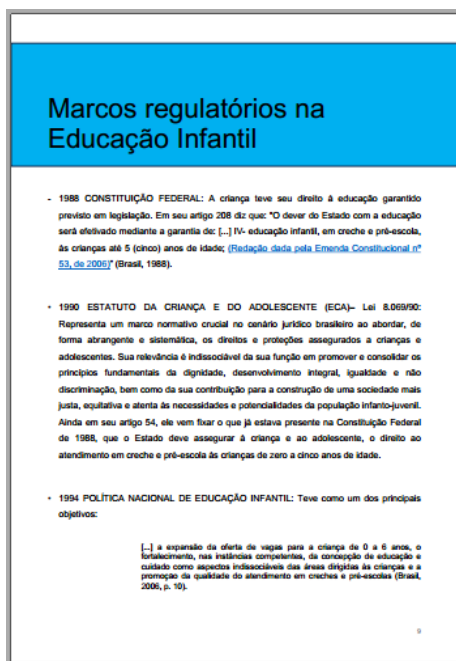 Marcos regulatórios na
Educação Infantil
- 1988 CONSTITUIÇÃO FEDERAL: A criança teve seu direito à educação garantido
previsto em legislação. Em seu artigo 208 diz que: "O dever do Estado com a educação
será efetivado mediante a garantia de: [...] IV- educação infantil, em creche e pré-escola,
às crianças até 5 (cinco) anos de idade; (Redação dada pela Emenda Constitucional nº
53, de 2006)" (Brasil, 1988).
• 1990 ESTATUTO DA CRIANÇA E DO ADOLESCENTE (ECA)– Lei 8.069/90:
Representa um marco normativo crucial no cenário jurídico brasileiro ao abordar, de
forma abrangente e sistemática, os direitos e proteções assegurados a crianças e
adolescentes. Sua relevância é indissociável da sua função em promover e consolidar os
princípios fundamentais da dignidade, desenvolvimento integral, igualdade e não
discriminação, bem como da sua contribuição para a construção de uma sociedade mais
justa, equitativa e atenta às necessidades e potencialidades da população infanto-juvenil.
Ainda em seu artigo 54, ele vem fixar o que já estava presente na Constituição Federal
de 1988, que o Estado deve assegurar à criança e ao adolescente, o direito ao
atendimento em creche e pré-escola às crianças de zero a cinco anos de idade.
• 1994 POLÍTICA NACIONAL DE EDUCAÇÃO INFANTIL: Teve como um dos principais
objetivos:
[...] a expansão da oferta de vagas para a criança de 0 a 6 anos, o
fortalecimento, nas instâncias competentes, da concepção de educação e
cuidado como aspectos indissociáveis das áreas dirigidas às crianças e a
promoção da qualidade do atendimento em creches e pré-escolas (Brasil,
2006, p. 10).
9